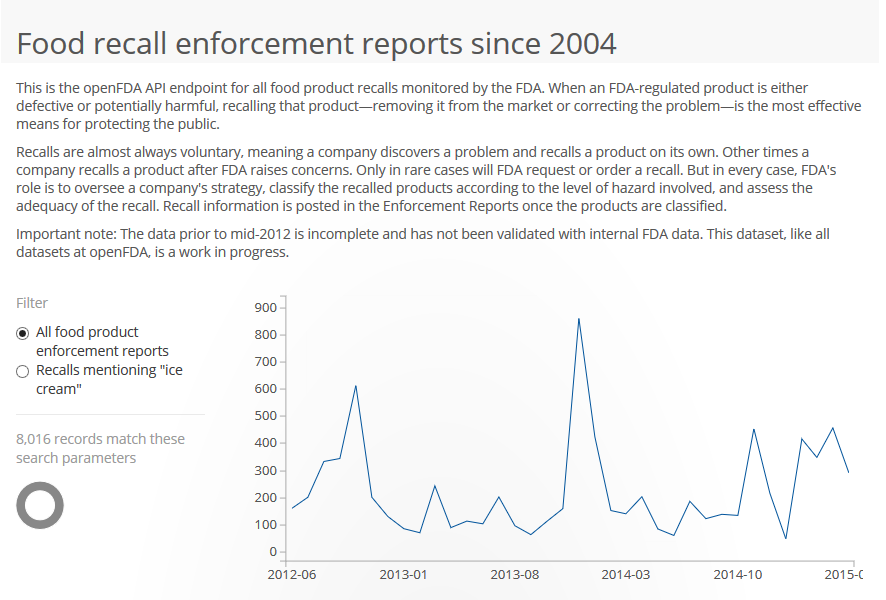 Food recall enforcement reports since 2004
This is the openFDA API endpoint for all food product recalls monitored by the FDA. When an FDA-regulated product is either
defective or potentially harmful, recalling that product—removing it from the market or correcting the problem—is the most effective
means for protecting the public.
Recalls are almost always voluntary, meaning a company discovers a problem and recalls a product on its own. Other times a
company recalls a product after FDA raises concerns. Only in rare cases will FDA request or order a recall. But in every case, FDA's
role is to oversee a company's strategy, classify the recalled products according to the level of hazard involved, and assess the
adequacy of the recall. Recall information is posted in the Enforcement Reports once the products are classified.
Important note: The data prior to mid-2012 is incomplete and has not been validated with internal FDA data. This dataset, like all
datasets at openFDA, is a work in progress.
Filter
All food product
enforcement reports
Recalls mentioning "ice
cream"
8,016 records match these
search parameters
900
800
700
600
500
400
300
200
100
0
2012-06 2013-01 2013-08 2014-03 2014-10